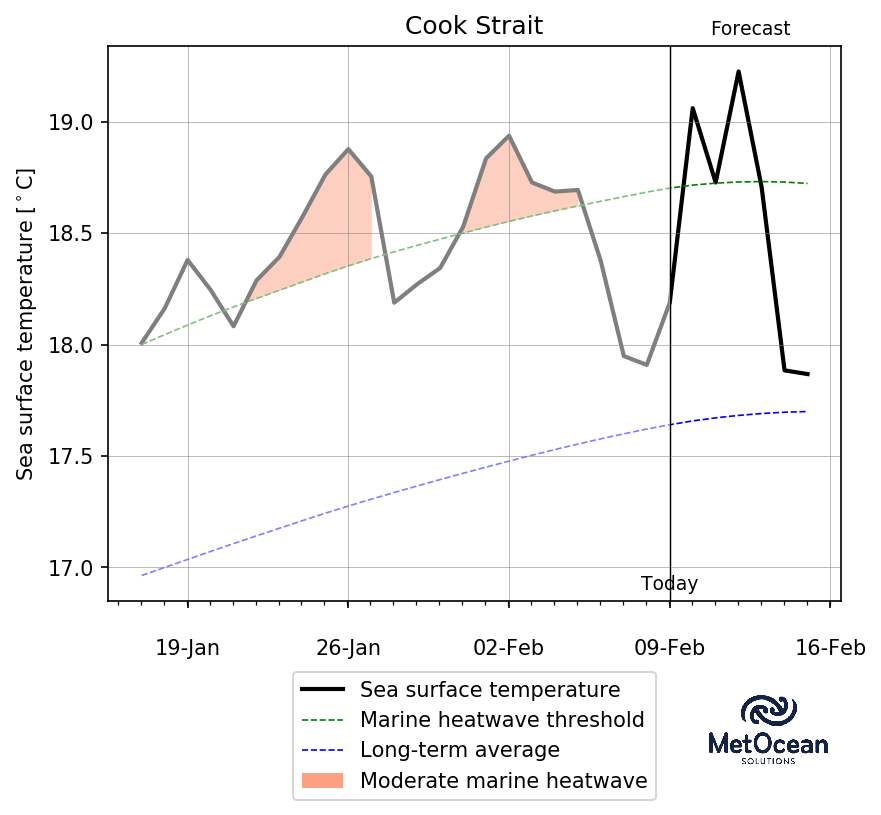 Cook Strait
Forecast
Sea surface temperature [°C]
19.0
18.5
18.0
17.5
17.0
Today
19-Jan
26-Jan
02-Feb
09-Feb
16-Feb
Sea surface temperature
Marine heatwave threshold
Long-term average
Moderate marine heatwave
MetOcean
SOLUTIONS